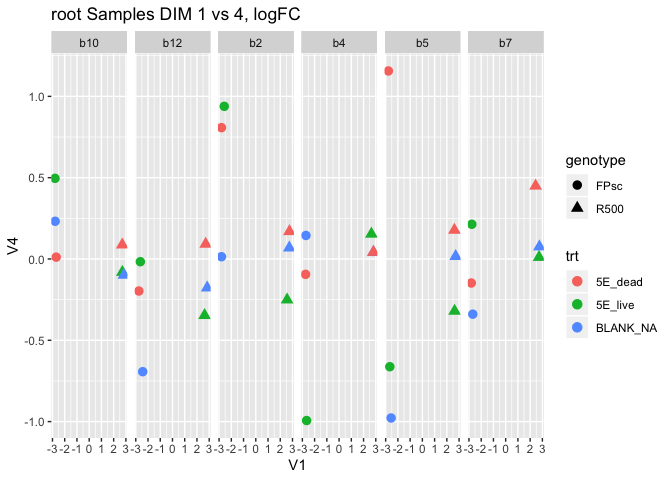 root Samples DIM 1 vs 4, logFC
b10 b12 b2 b4 b5 b7
1.0
0.5
0.0
-0.5
-1.0
V4
-3 -2 -1 0 1 2 3 -3 -2 -1 0 1 2 3 -3 -2 -1 0 1 2 3 -3 -2 -1 0 1 2 3 -3 -2 -1 0 1 2 3 -3 -2 -1 0 1 2 3
V1
genotype
FPsc
R500
trt
5E_dead
5E_live
BLANK_NA